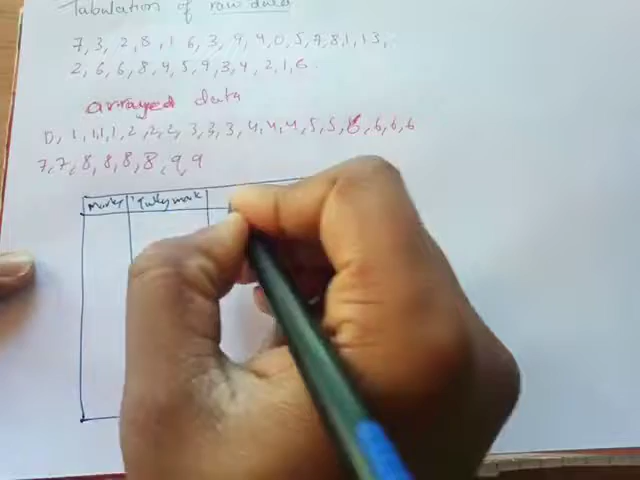 Tabulation of raw data
7, 3, 2, 8, 1 6, 3, 9, 4, 0, 5, 7, 8, 1, 13,
2, 6, 6, 8, 4, 5, 9, 3, 4, 2, 1, 6
arrayed data
0, 1, 1, 1, 1, 2, 2, 2, 3, 3, 3, 4, 4, 4, 5, 5, 6, 6, 6, 6
7, 7, 8, 8, 8, 8, 9, 9
Marks Tally mark